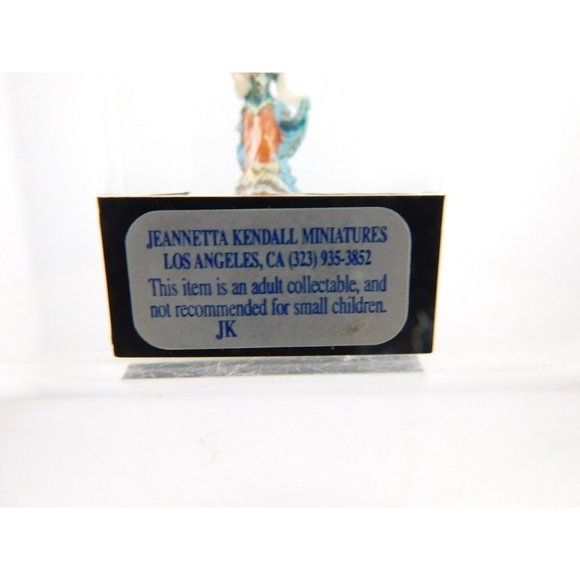 JEANNETTA KENDALL MINIATURES
LOS ANGELES, CA (323) 935-3852
This item is an adult collectable, and
not recommended for small children.
JK